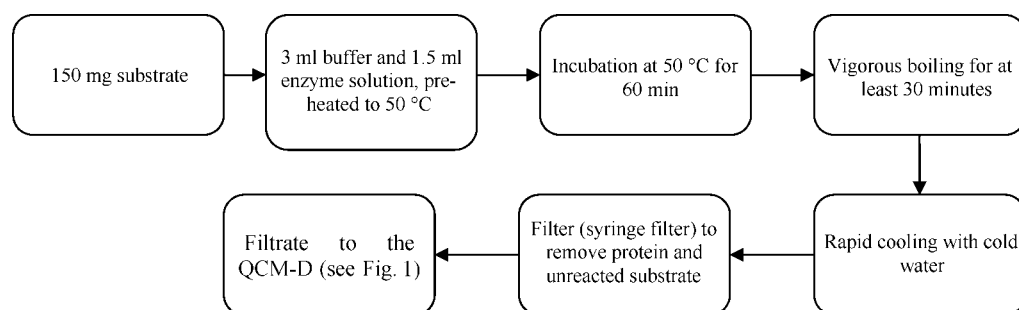 150 mg substrate
3 ml buffer and 1.5 ml
enzyme solution, pre-
heated to 50 °C
Incubation at 50 °C for
60 min
Vigorous boiling for at
least 30 minutes
Rapid cooling with cold
water
Filter (syringe filter) to
remove protein and
unreacted substrate
Filtrate to the
QCM-D (see Fig. 1)